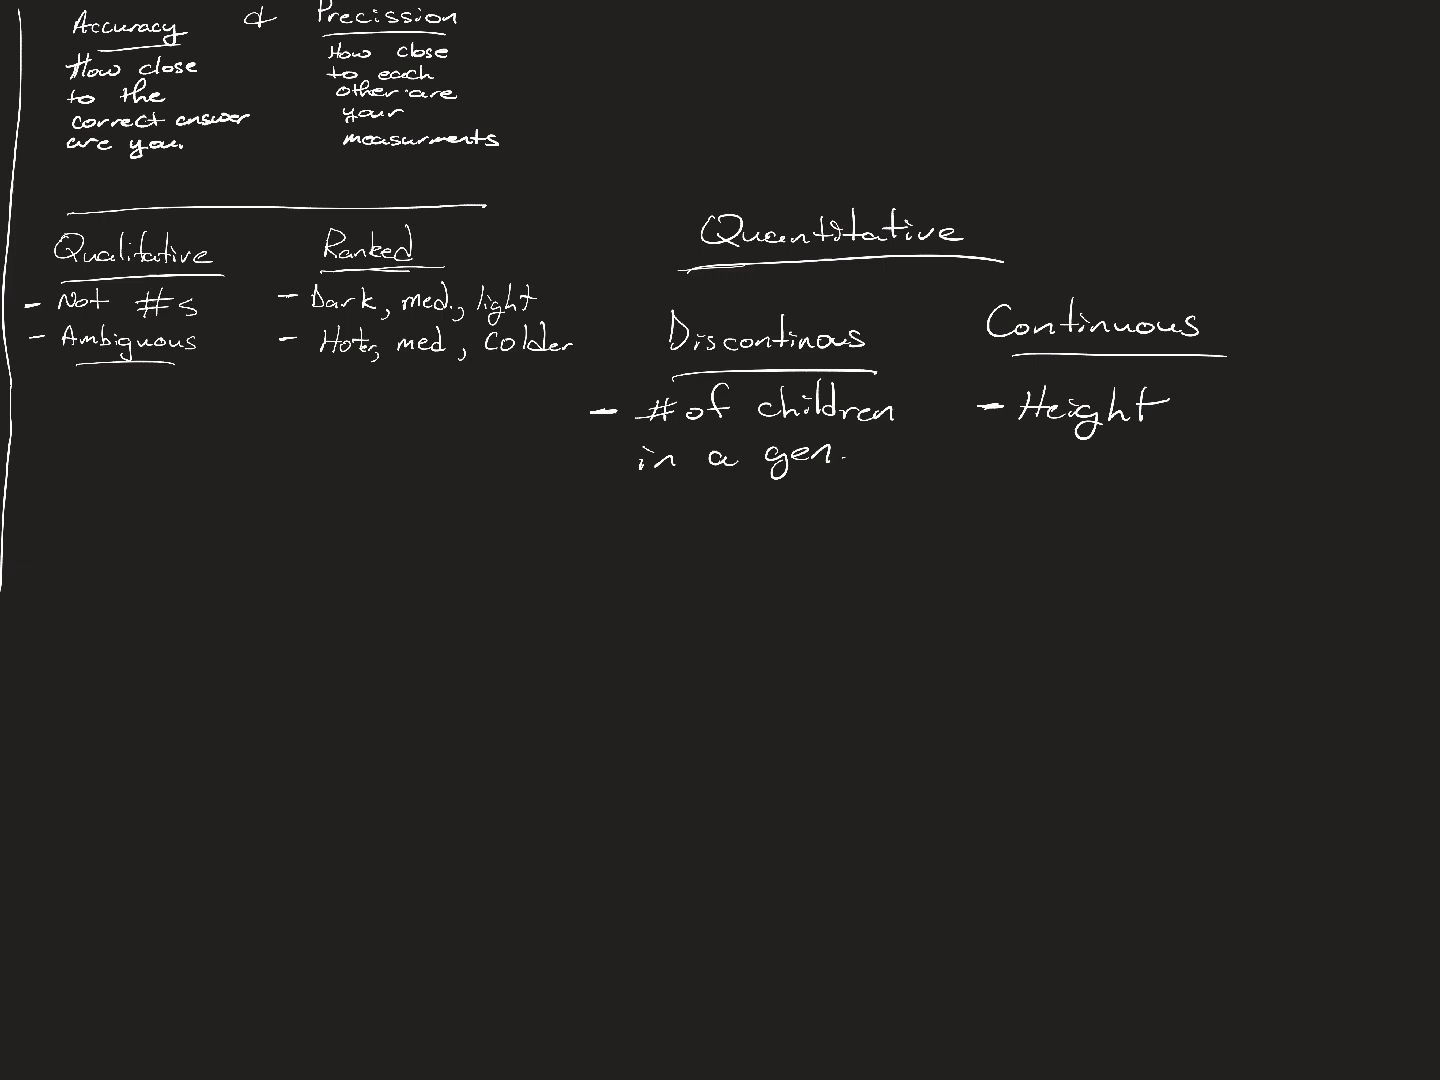 Accuracy & Precission
How close
to the
correct answer
are you.
How close
to each
other are
your
measurments
Qualitative
- Not #s
- Ambiguous
Ranked
- Dark, med., light
- Hot, med, Colder
Quantitative
Discontinous
- # of children
in a gen.
Continuous
- Height